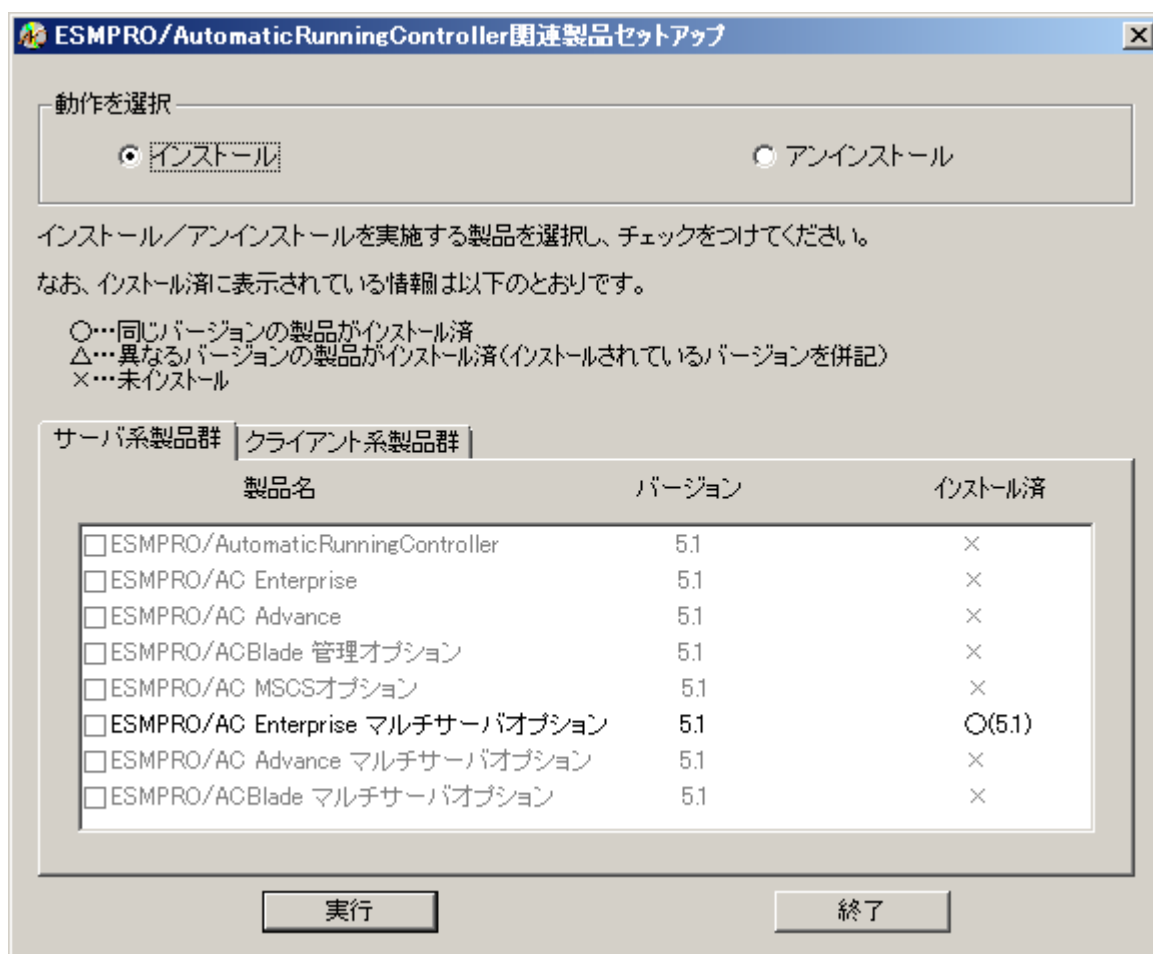 ESMPRO/AutomaticRunningController関連製品セットアップ
動作を選択
インストール アンインストール
インストール／アンインストールを実施する製品を選択し、チェックをつけてください。
なお、インストール済に表示されている情報は以下のとおりです。
○…同じバージョンの製品がインストール済
△…異なるバージョンの製品がインストール済(インストールされているバージョンを併記)
×…未インストール
サーバ系製品群 クライアント系製品群
製品名 バージョン インストール済
ESMPRO/AutomaticRunningController 5.1 ×
ESMPRO/AC Enterprise 5.1 ×
ESMPRO/AC Advance 5.1 ×
ESMPRO/ACBlade 管理オプション 5.1 ×
ESMPRO/AC MSCSオプション 5.1 ×
ESMPRO/AC Enterprise マルチサーバオプション 5.1 ○(5.1)
ESMPRO/AC Advance マルチサーバオプション 5.1 ×
ESMPRO/ACBlade マルチサーバオプション 5.1 ×
実行 終了